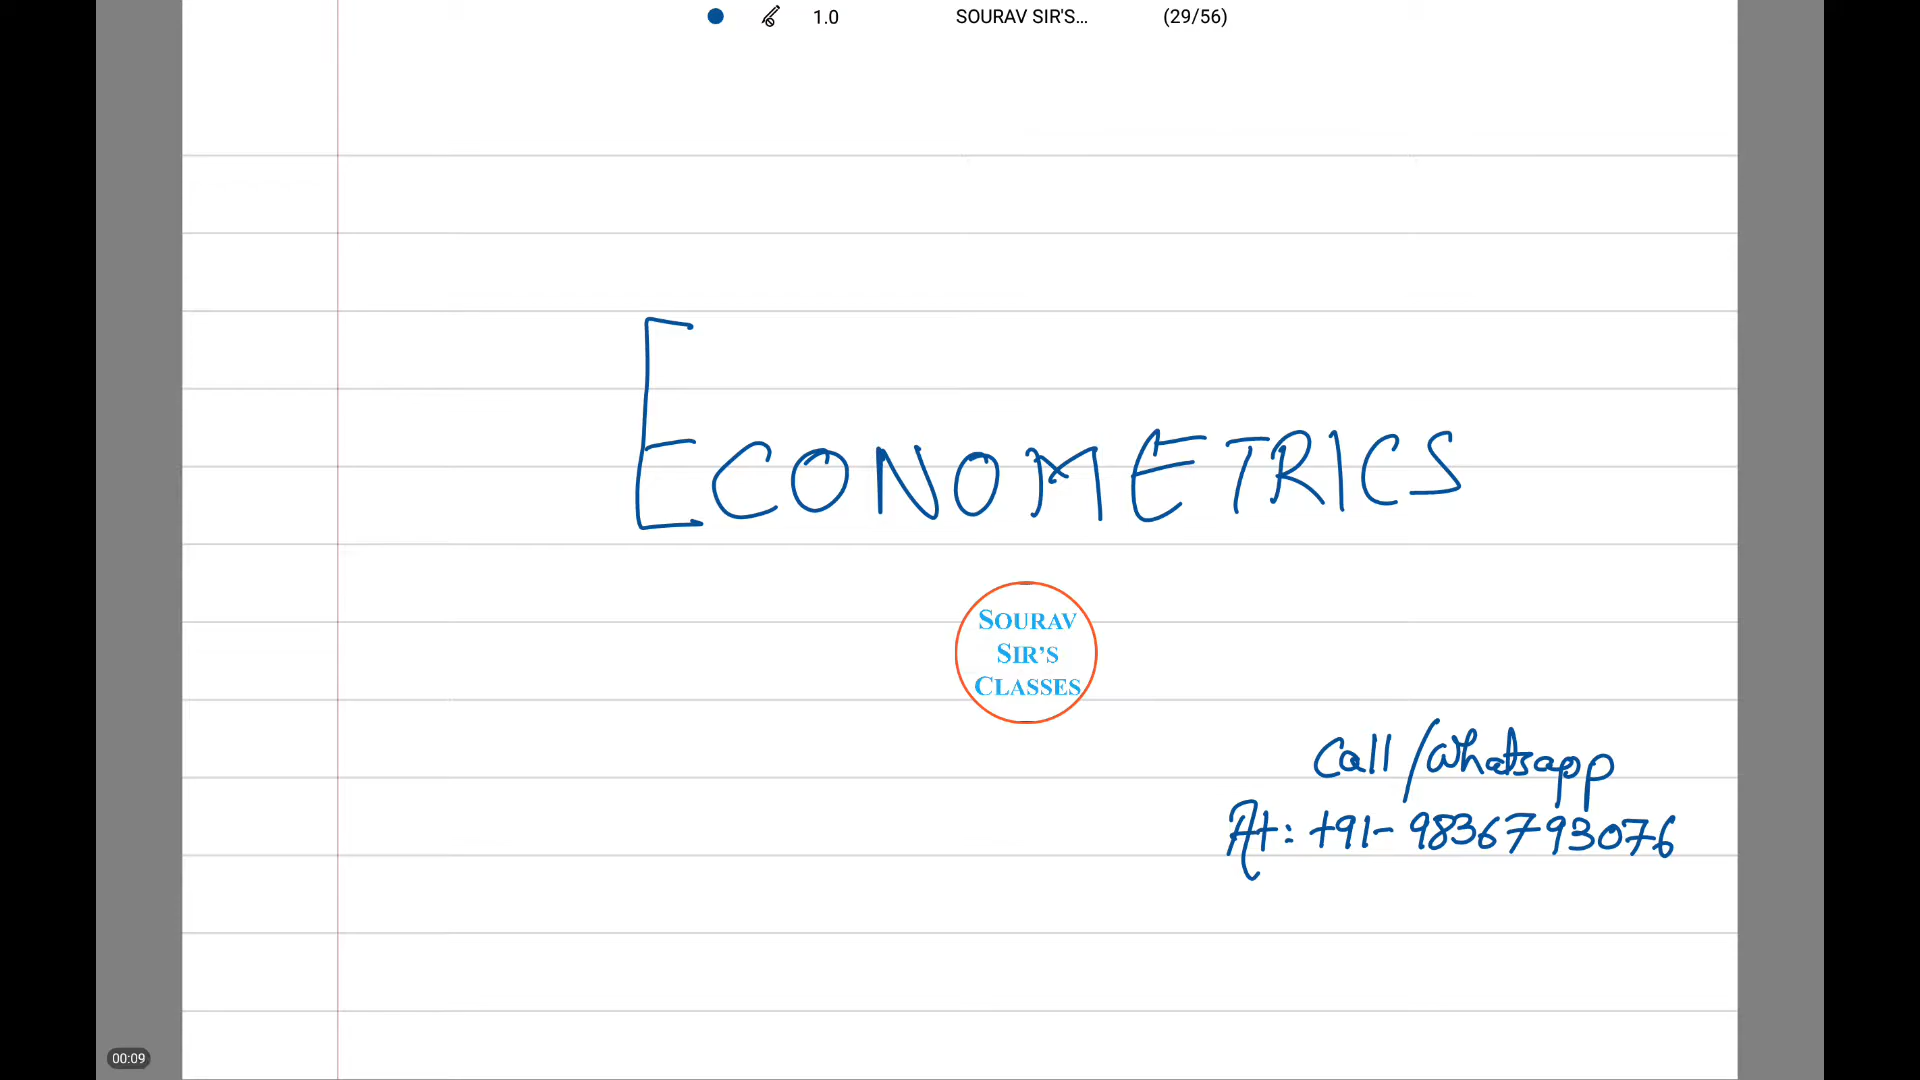 1.0 SOURAV SIR'S... (29/56)
ECONOMETRICS
SOURAV
SIR'S
CLASSES
Call/Whatsapp
At: +91- 9836793076
00:09